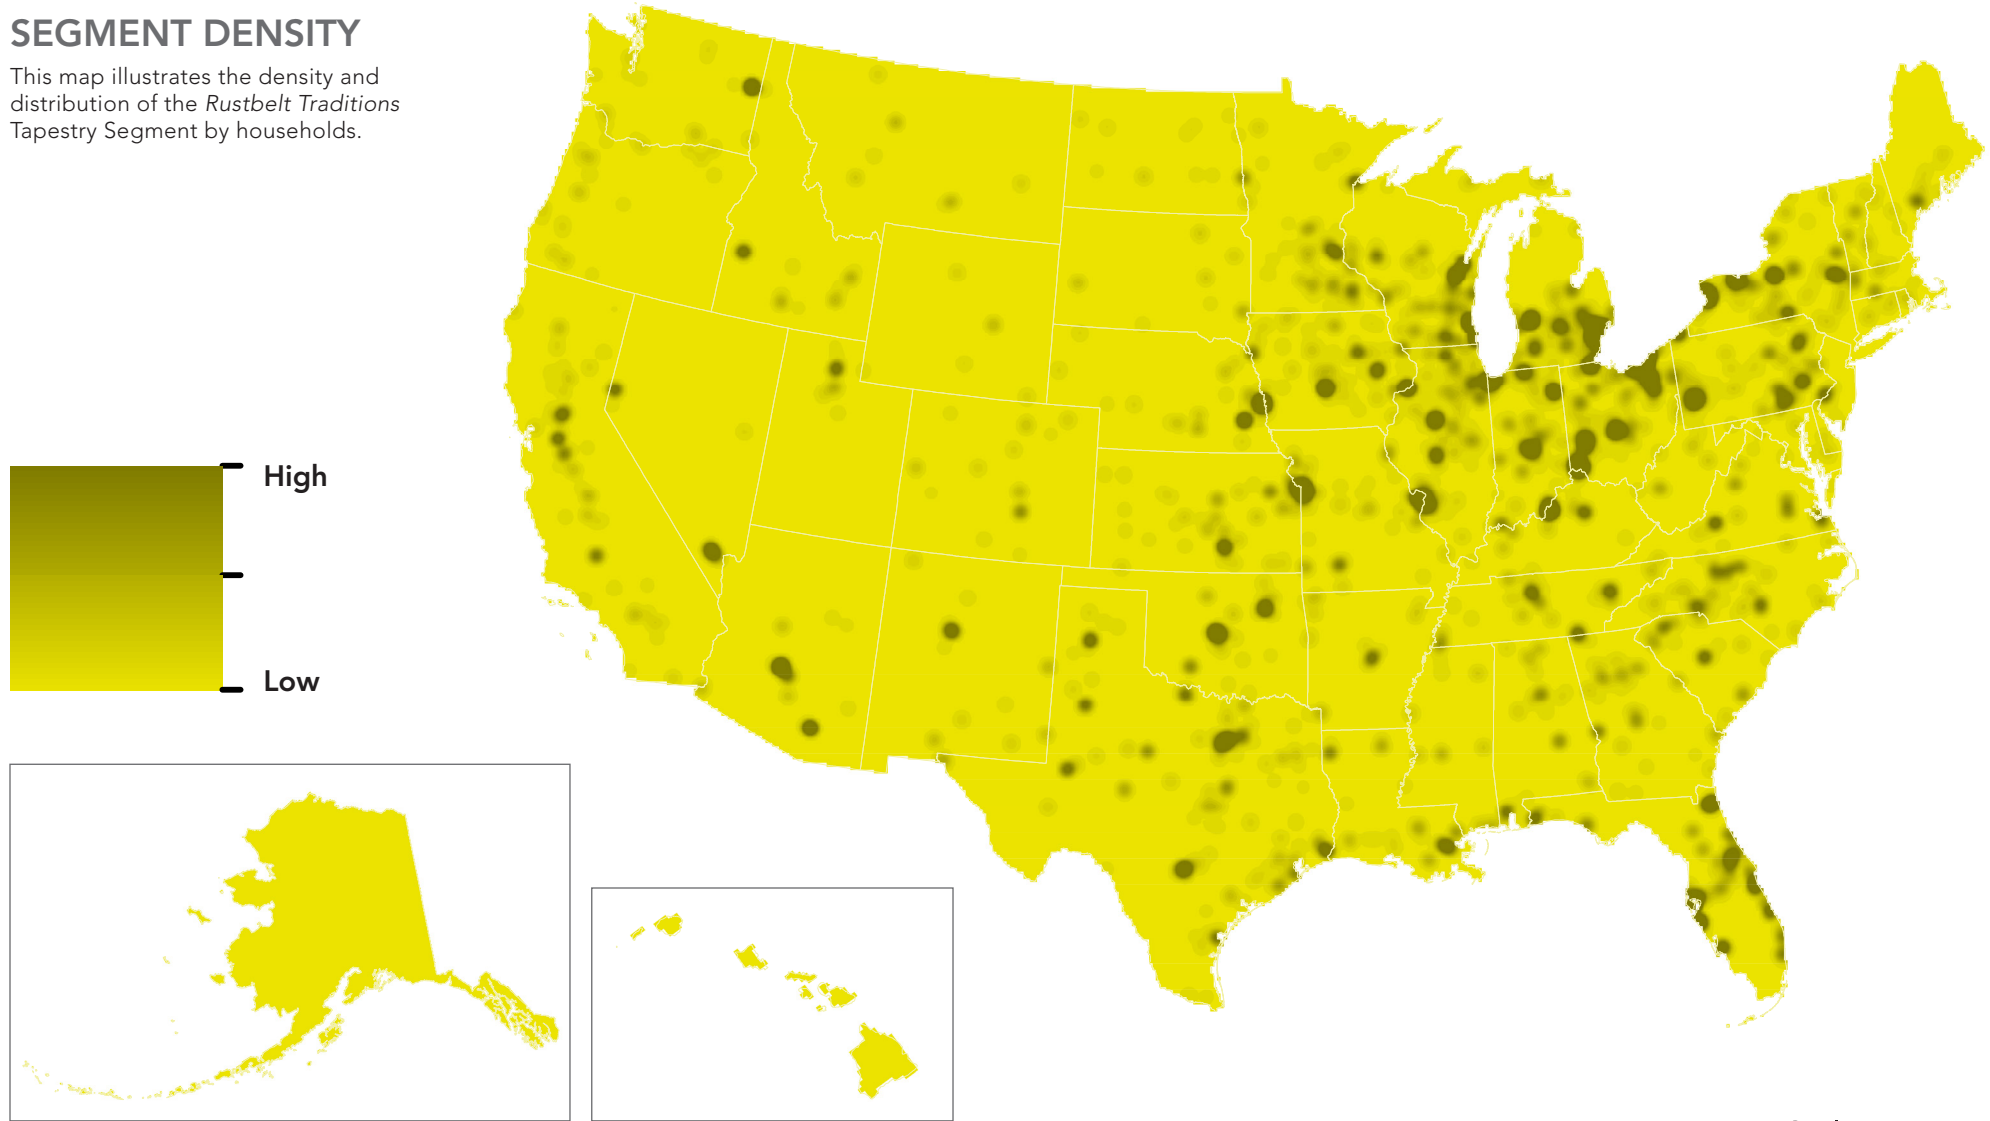 SEGMENT DENSITY
This map illustrates the density and
distribution of the Rustbelt Traditions
Tapestry Segment by households.
High
Low